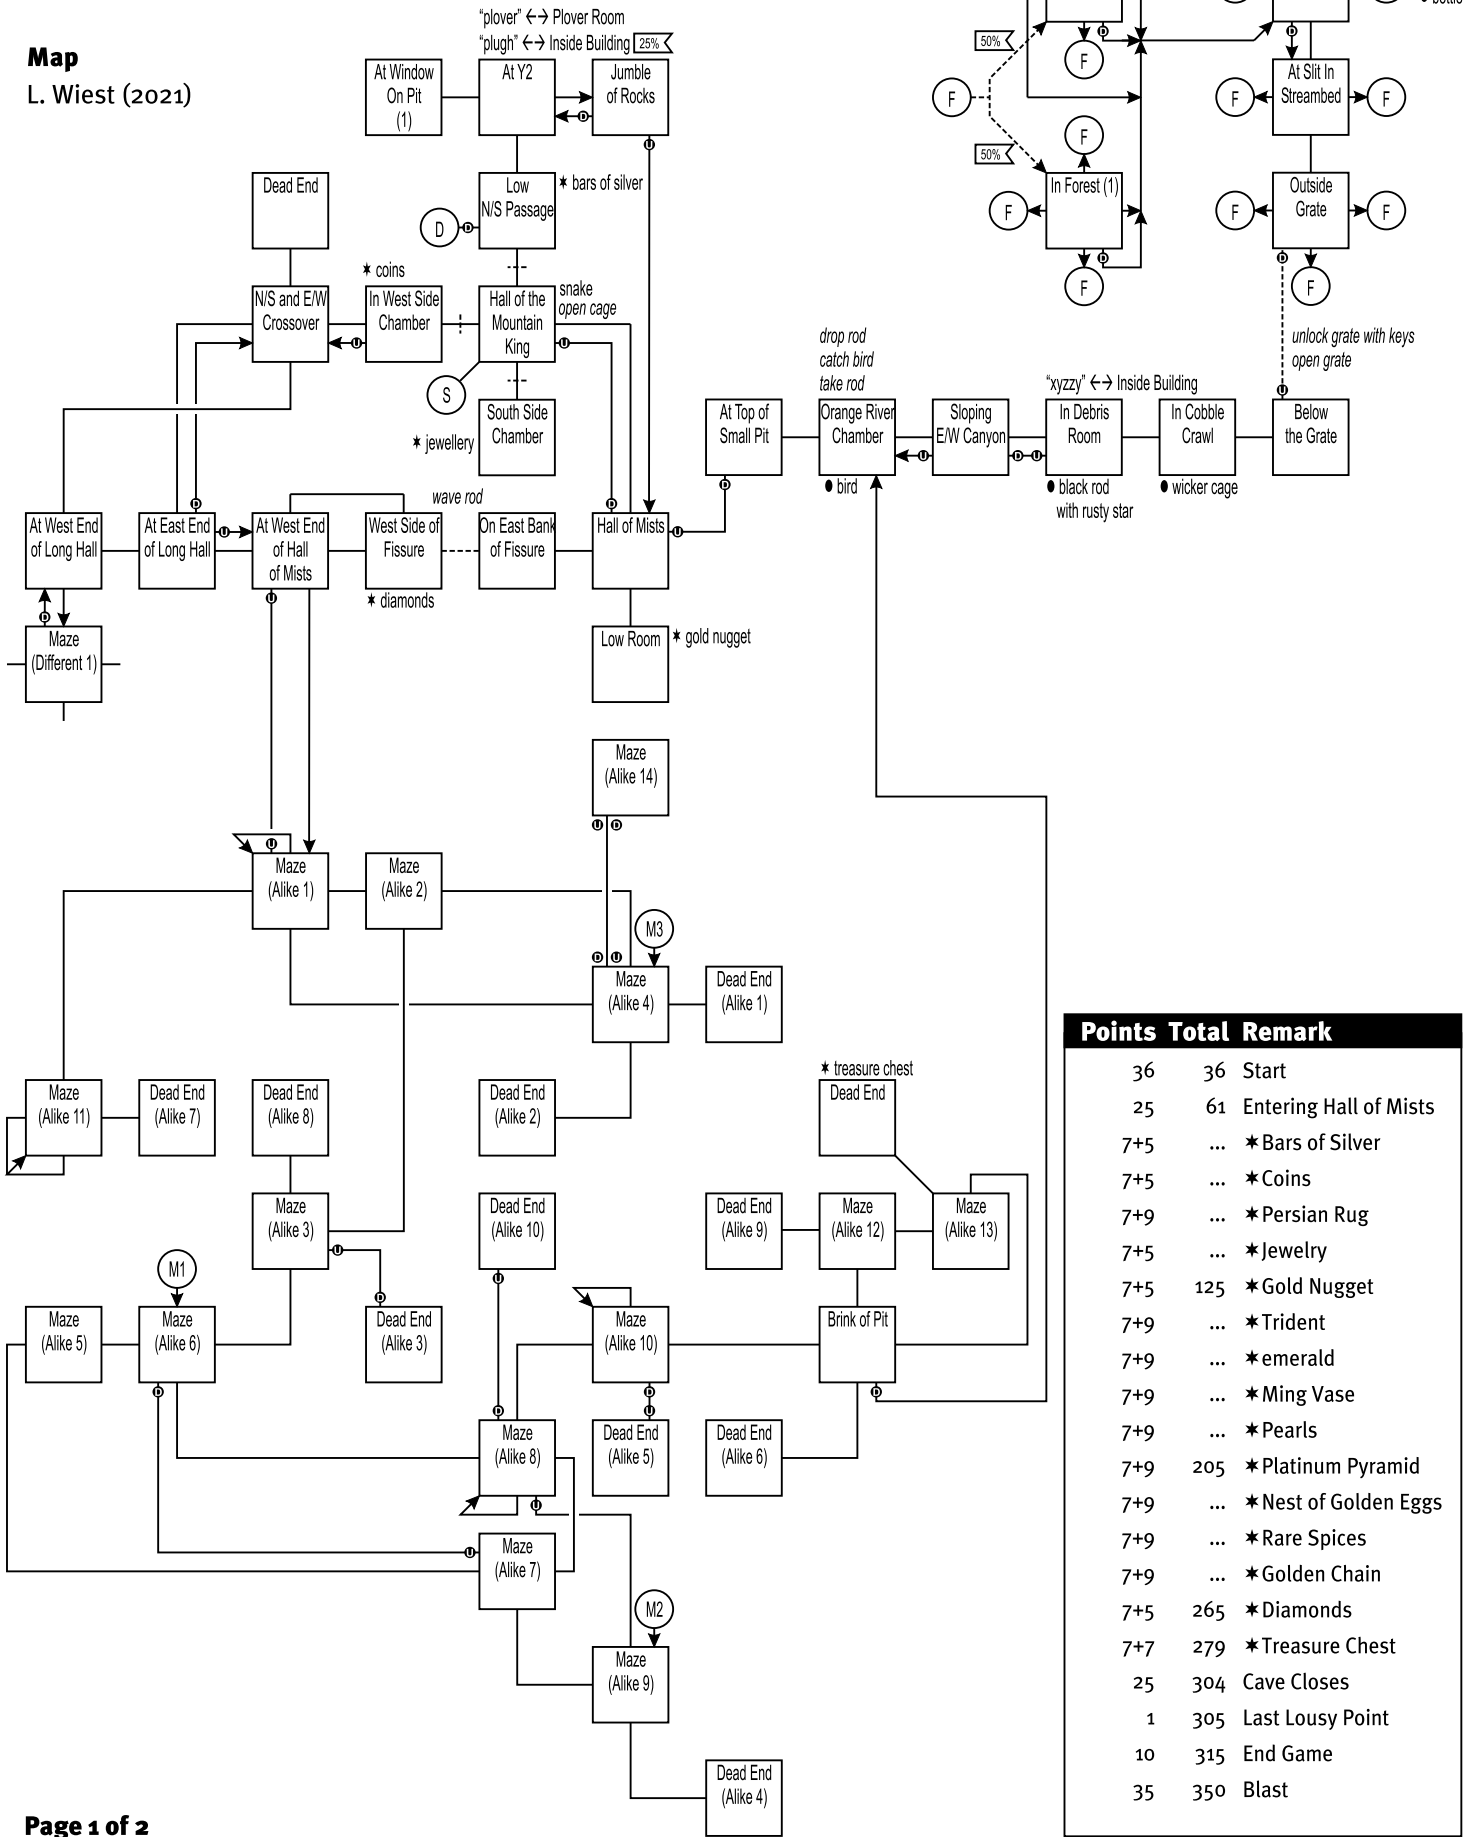 Map
L. Wiest (2021)
“plover” <-> Plover Room
“plugh” <-> Inside Building 25%
At Window
On Pit
(1)
At Y2
Jumble
of Rocks
D
U
Dead End
Low
N/S Passage
✶ bars of silver
D
D
✶ coins
N/S and E/W
Crossover
In West Side
Chamber
Hall of the
Mountain
King
snake
open cage
U
U
S
South Side
Chamber
✶ jewellery
50%
F
F
D
D
At Slit In
Streambed
F
F
F
50%
In Forest (1)
F
F
D
Outside
Grate
F
F
D
F
unlock grate with keys
open grate
U
drop rod
catch bird
take rod
“xyzzy” <-> Inside Building
At Top of
Small Pit
Orange River
Chamber
Sloping
E/W Canyon
In Debris
Room
In Cobble
Crawl
Below
the Grate
U
D
U
D
● bird
● black rod
with rusty star
● wicker cage
wave rod
D
D
At West End
of Long Hall
At East End
of Long Hall
U
At West End
of Hall
of Mists
West Side of
Fissure
On East Bank
of Fissure
Hall of Mists
U
D
U
✶ diamonds
Maze
(Different 1)
Low Room
✶ gold nugget
Maze
(Alike 14)
U
D
U
Maze
(Alike 1)
Maze
(Alike 2)
M3
D
U
Maze
(Alike 4)
Dead End
(Alike 1)
✶ treasure chest
Maze
(Alike 11)
Dead End
(Alike 7)
Dead End
(Alike 8)
Dead End
(Alike 2)
Dead End
Maze
(Alike 3)
Dead End
(Alike 10)
Dead End
(Alike 9)
Maze
(Alike 12)
Maze
(Alike 13)
U
M1
U
D
Maze
(Alike 5)
Maze
(Alike 6)
Dead End
(Alike 3)
Maze
(Alike 10)
Brink of Pit
D
D
D
D
U
Maze
(Alike 8)
Dead End
(Alike 5)
Dead End
(Alike 6)
U
U
Maze
(Alike 7)
M2
Maze
(Alike 9)
Dead End
(Alike 4)
Points Total Remark
36 36 Start
25 61 Entering Hall of Mists
7+5 ... ✶Bars of Silver
7+5 ... ✶Coins
7+9 ... ✶Persian Rug
7+5 ... ✶Jewelry
7+5 125 ✶Gold Nugget
7+9 ... ✶Trident
7+9 ... ✶emerald
7+9 ... ✶Ming Vase
7+9 ... ✶Pearls
7+9 205 ✶Platinum Pyramid
7+9 ... ✶Nest of Golden Eggs
7+9 ... ✶Rare Spices
7+9 ... ✶Golden Chain
7+5 265 ✶Diamonds
7+7 279 ✶Treasure Chest
25 304 Cave Closes
1 305 Last Lousy Point
10 315 End Game
35 350 Blast
Page 1 of 2